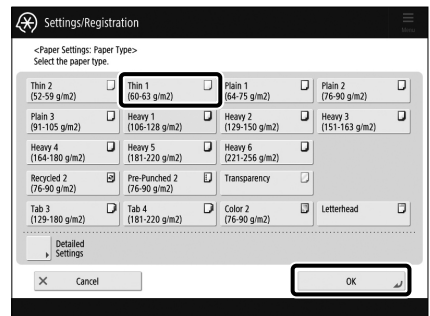 Settings/Registration
Menu
<Paper Settings: Paper Type>
Select the paper type.
Thin 2
(52-59 g/m2)
Thin 1
(60-63 g/m2)
Plain 1
(64-75 g/m2)
Plain 2
(76-90 g/m2)
Plain 3
(91-105 g/m2)
Heavy 1
(106-128 g/m2)
Heavy 2
(129-150 g/m2)
Heavy 3
(151-163 g/m2)
Heavy 4
(164-180 g/m2)
Heavy 5
(181-220 g/m2)
Heavy 6
(221-256 g/m2)
Recycled 2
(76-90 g/m2)
Pre-Punched 2
(76-90 g/m2)
Transparency
Tab 3
(129-180 g/m2)
Tab 4
(181-220 g/m2)
Color 2
(76-90 g/m2)
Letterhead
Detailed
Settings
Cancel
OK